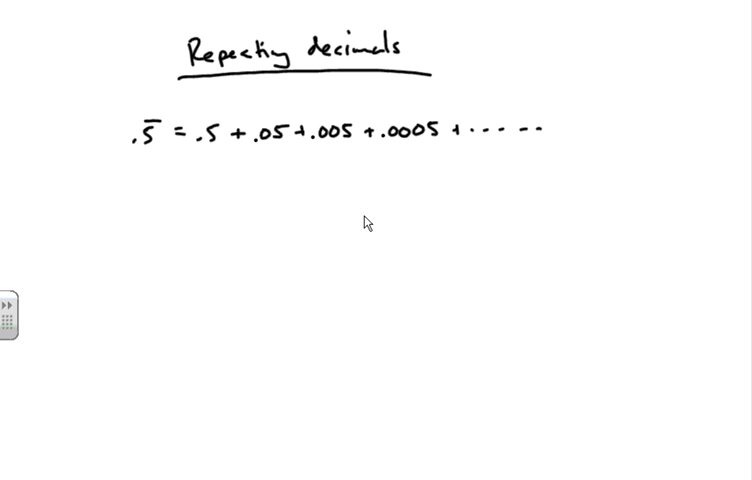 Repeating decimals
.5̅ = .5 + .05 + .005 + .0005 + ......